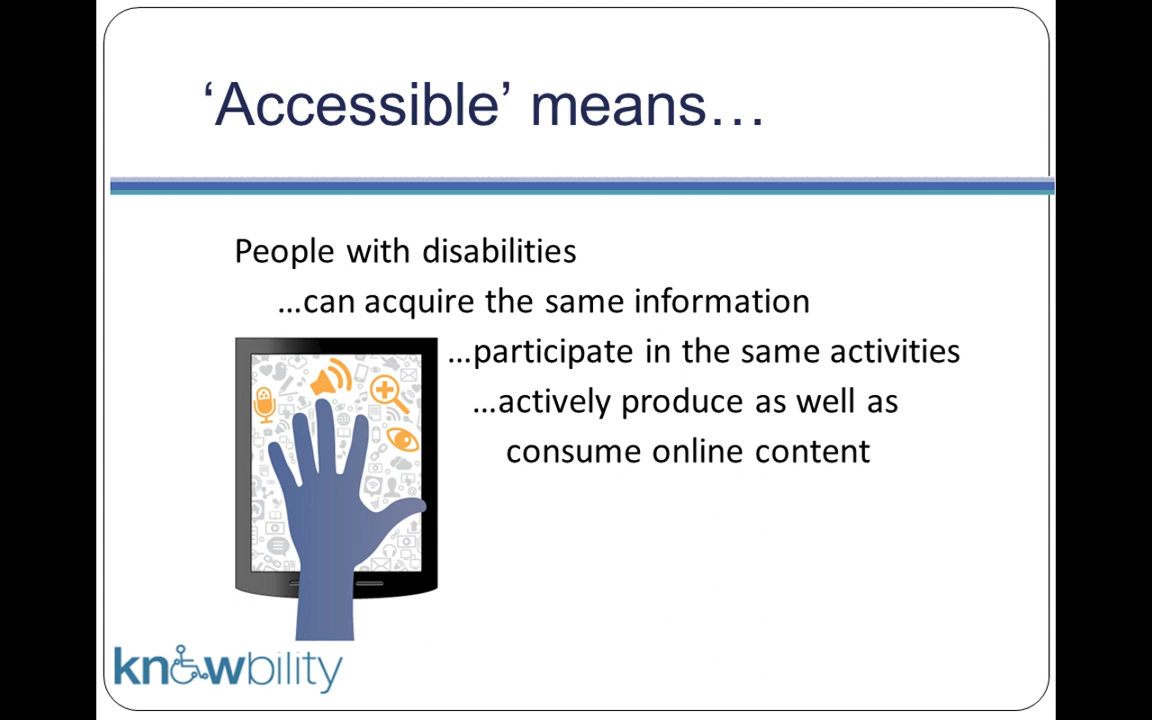 ‘Accessible’ means…
People with disabilities
…can acquire the same information
…participate in the same activities
…actively produce as well as
consume online content
knowbility